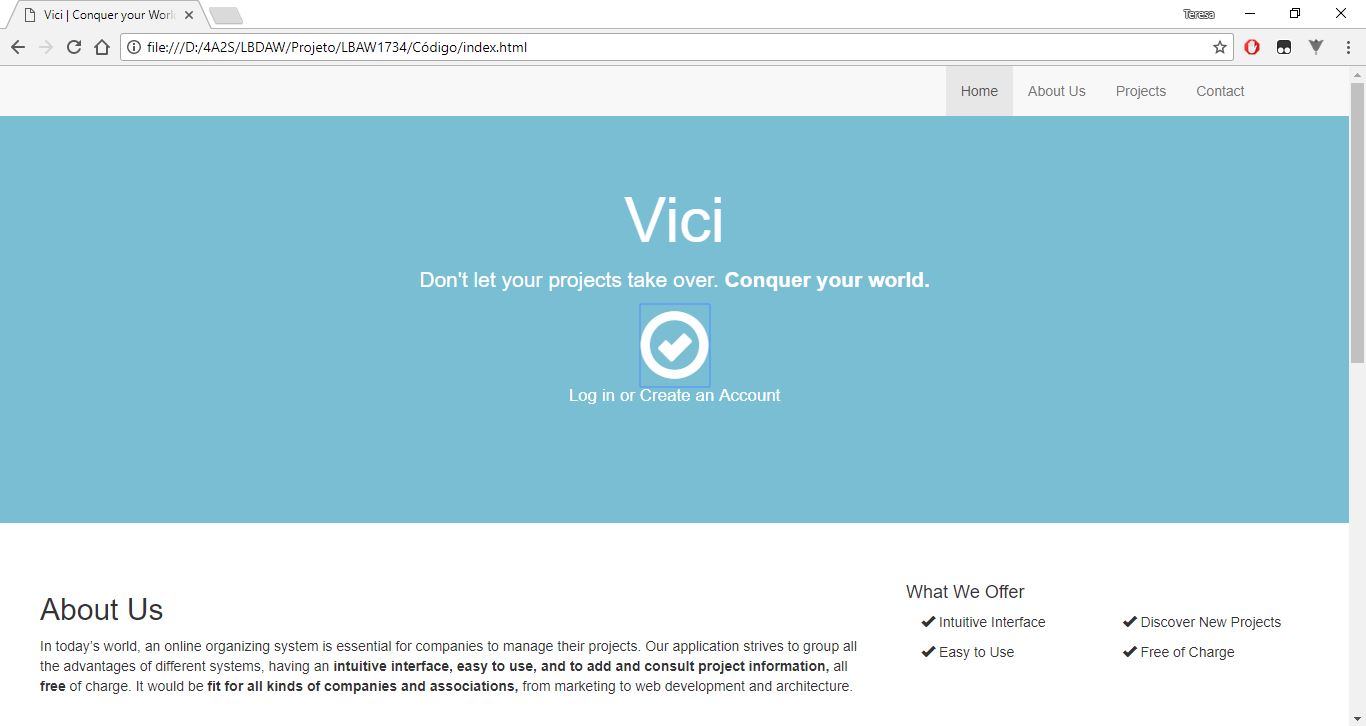 Vici | Conquer your Worl
Teresa
file:///D:/4A2S/LBDAW/Projeto/LBAW1734/Código/index.html
Home About Us Projects Contact
Vici
Don't let your projects take over. Conquer your world.
Log in or Create an Account
About Us
In today’s world, an online organizing system is essential for companies to manage their projects. Our application strives to group all
the advantages of different systems, having an intuitive interface, easy to use, and to add and consult project information, all
free of charge. It would be fit for all kinds of companies and associations, from marketing to web development and architecture.
What We Offer
Intuitive Interface
Discover New Projects
Easy to Use
Free of Charge